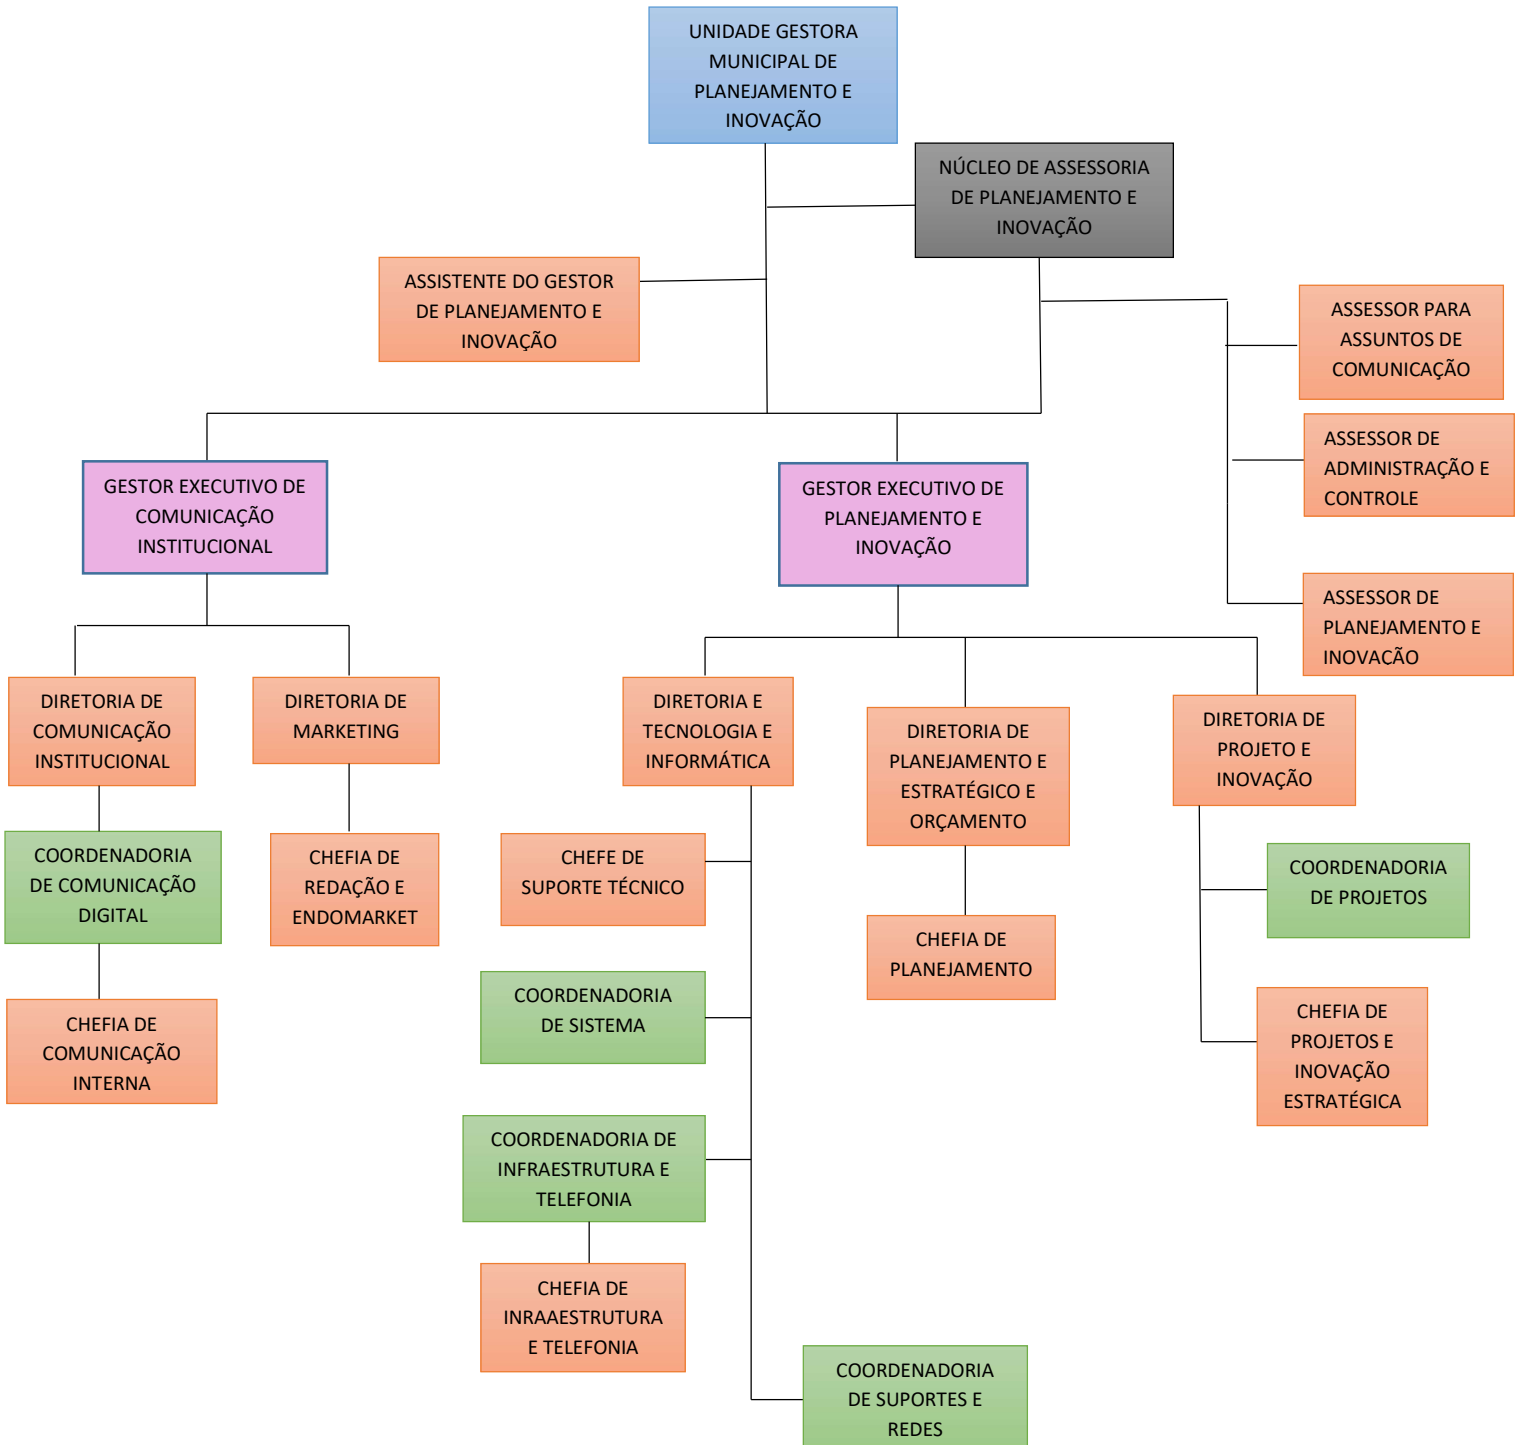 UNIDADE GESTORA
MUNICIPAL DE
PLANEJAMENTO E
INOVAÇÃO
NÚCLEO DE ASSESSORIA
DE PLANEJAMENTO E
INOVAÇÃO
ASSISTENTE DO GESTOR
DE PLANEJAMENTO E
INOVAÇÃO
ASSESSOR PARA
ASSUNTOS DE
COMUNICAÇÃO
ASSESSOR DE
ADMINISTRAÇÃO E
CONTROLE
ASSESSOR DE
PLANEJAMENTO E
INOVACÃO
GESTOR EXECUTIVO DE
COMUNICAÇÃO
INSTITUCIONAL
GESTOR EXECUTIVO DE
PLANEJAMENTO E
INOVAÇÃO
DIRETORIA DE
COMUNICAÇÃO
INSTITUCIONAL
DIRETORIA DE
MARKETING
DIRETORIA E
TECNOLOGIA E
INFORMÁTICA
DIRETORIA DE
PLANEJAMENTO E
ESTRATÉGICO E
ORÇAMENTO
DIRETORIA DE
PROJETO E
INOVAÇÃO
COORDENADORIA
DE COMUNICAÇÃO
DIGITAL
CHEFIA DE
REDAÇÃO E
ENDOMARKET
CHEFE DE
SUPORTE TÉCNICO
CHEFIA DE
PLANEJAMENTO
COORDENADORIA
DE PROJETOS
CHEFIA DE
COMUNICAÇÃO
INTERNA
COORDENADORIA
DE SISTEMA
CHEFIA DE
PROJETOS E
INOVAÇÃO
ESTRATÉGICA
COORDENADORIA DE
INFRAESTRUTURA E
TELEFONIA
CHEFIA DE
INRAAESTRUTURA
E TELEFONIA
COORDENADORIA
DE SUPORTES E
REDES